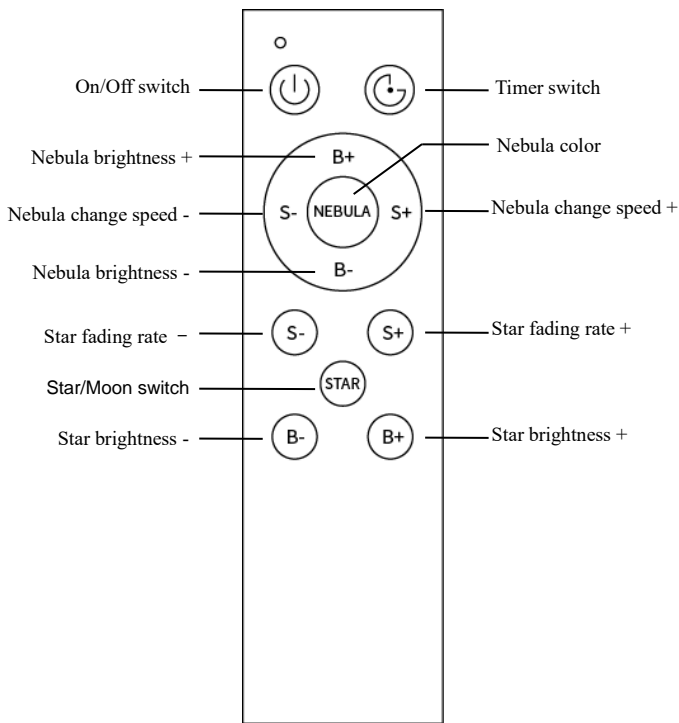 On/Off switch
Timer switch
Nebula color
Nebula brightness +
B+
Nebula change speed -
S-
NEBULA
S+
Nebula change speed +
Nebula brightness -
B-
Star fading rate －
S-
S+
Star fading rate +
Star/Moon switch
STAR
Star brightness -
B-
B+
Star brightness +